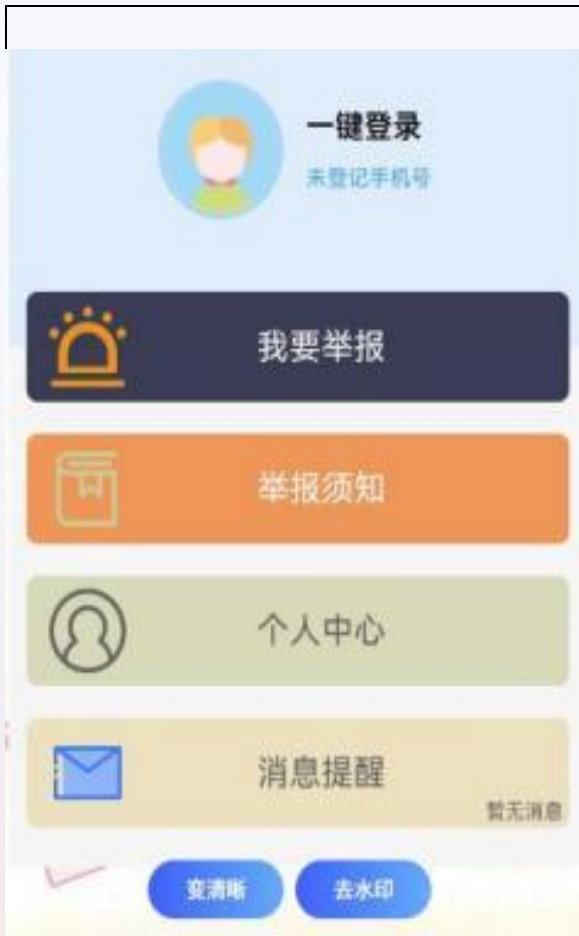 一键登录
未登记手机号
我要举报
举报须知
个人中心
消息提醒
暂无消息
变清晰
去水印